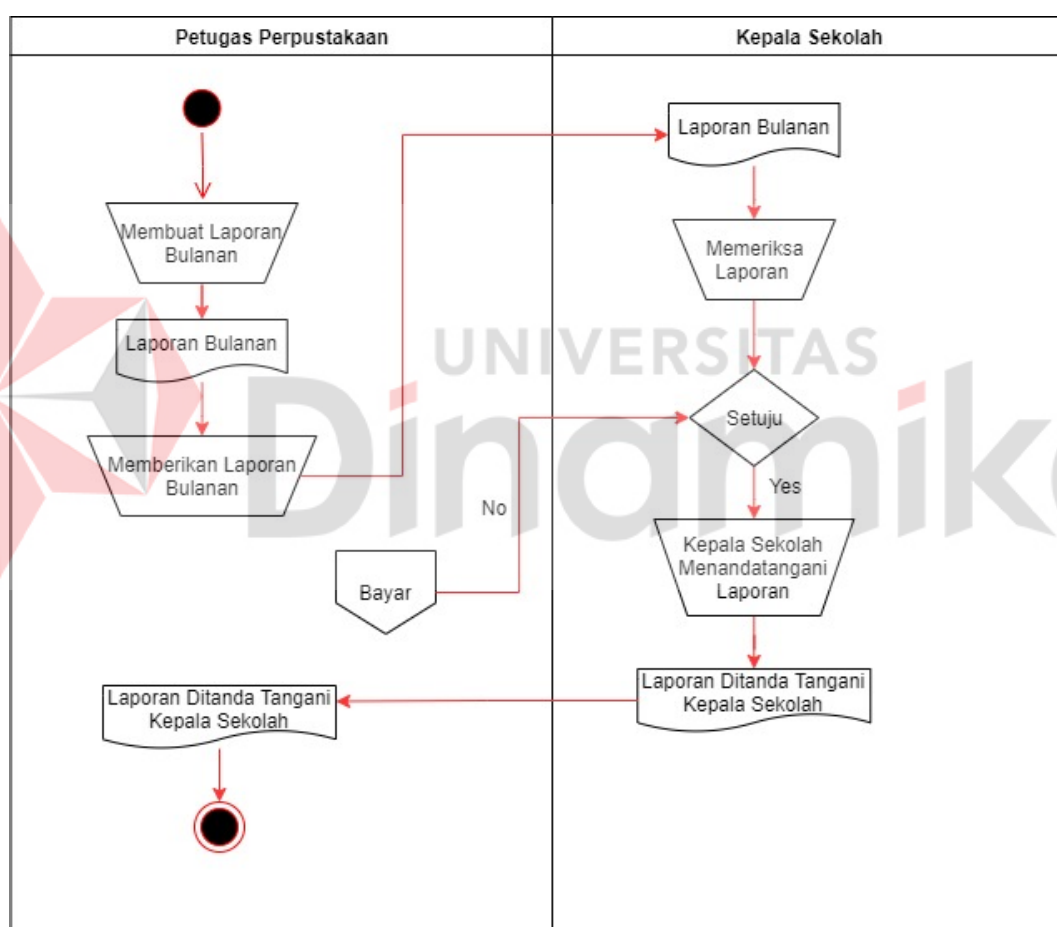 Petugas Perpustakaan
Kepala Sekolah
Membuat Laporan
Bulanan
Laporan Bulanan
Memberikan Laporan
Bulanan
Laporan Bulanan
Memeriksa
Laporan
Setuju
Yes
No
Bayar
Kepala Sekolah
Menandatangani
Laporan
Laporan Ditanda Tangani
Kepala Sekolah
Laporan Ditanda Tangani
Kepala Sekolah
UNIVERSITAS
Dinamika